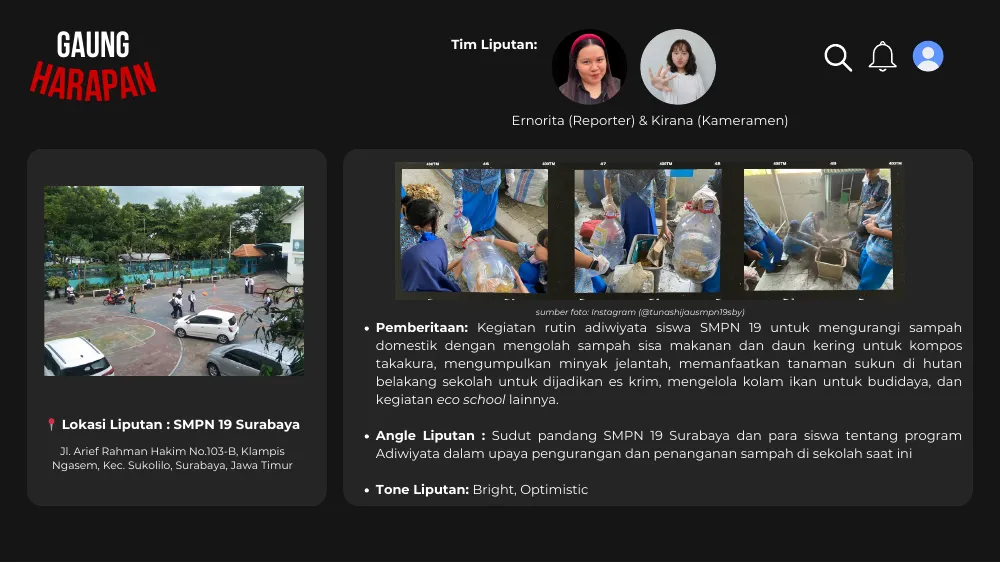 GAUNG
HARAPAN
Tim Liputan:
Ernorita (Reporter) & Kirana (Kameramen)
Lokasi Liputan : SMPN 19 Surabaya
Jl. Arief Rahman Hakim No.103-B, Klampis
Ngasem, Kec. Sukolilo, Surabaya, Jawa Timur
sumber foto: Instagram (@tunashijausmpn19sby)
• Pemberitaan: Kegiatan rutin adiwiyata siswa SMPN 19 untuk mengurangi sampah
domestik dengan mengolah sampah sisa makanan dan daun kering untuk kompos
takakura, mengumpulkan minyak jelantah, memanfaatkan tanaman sukun di hutan
belakang sekolah untuk dijadikan es krim, mengelola kolam ikan untuk budidaya, dan
kegiatan eco school lainnya.
• Angle Liputan : Sudut pandang SMPN 19 Surabaya dan para siswa tentang program
Adiwiyata dalam upaya pengurangan dan penanganan sampah di sekolah saat ini
• Tone Liputan: Bright, Optimistic